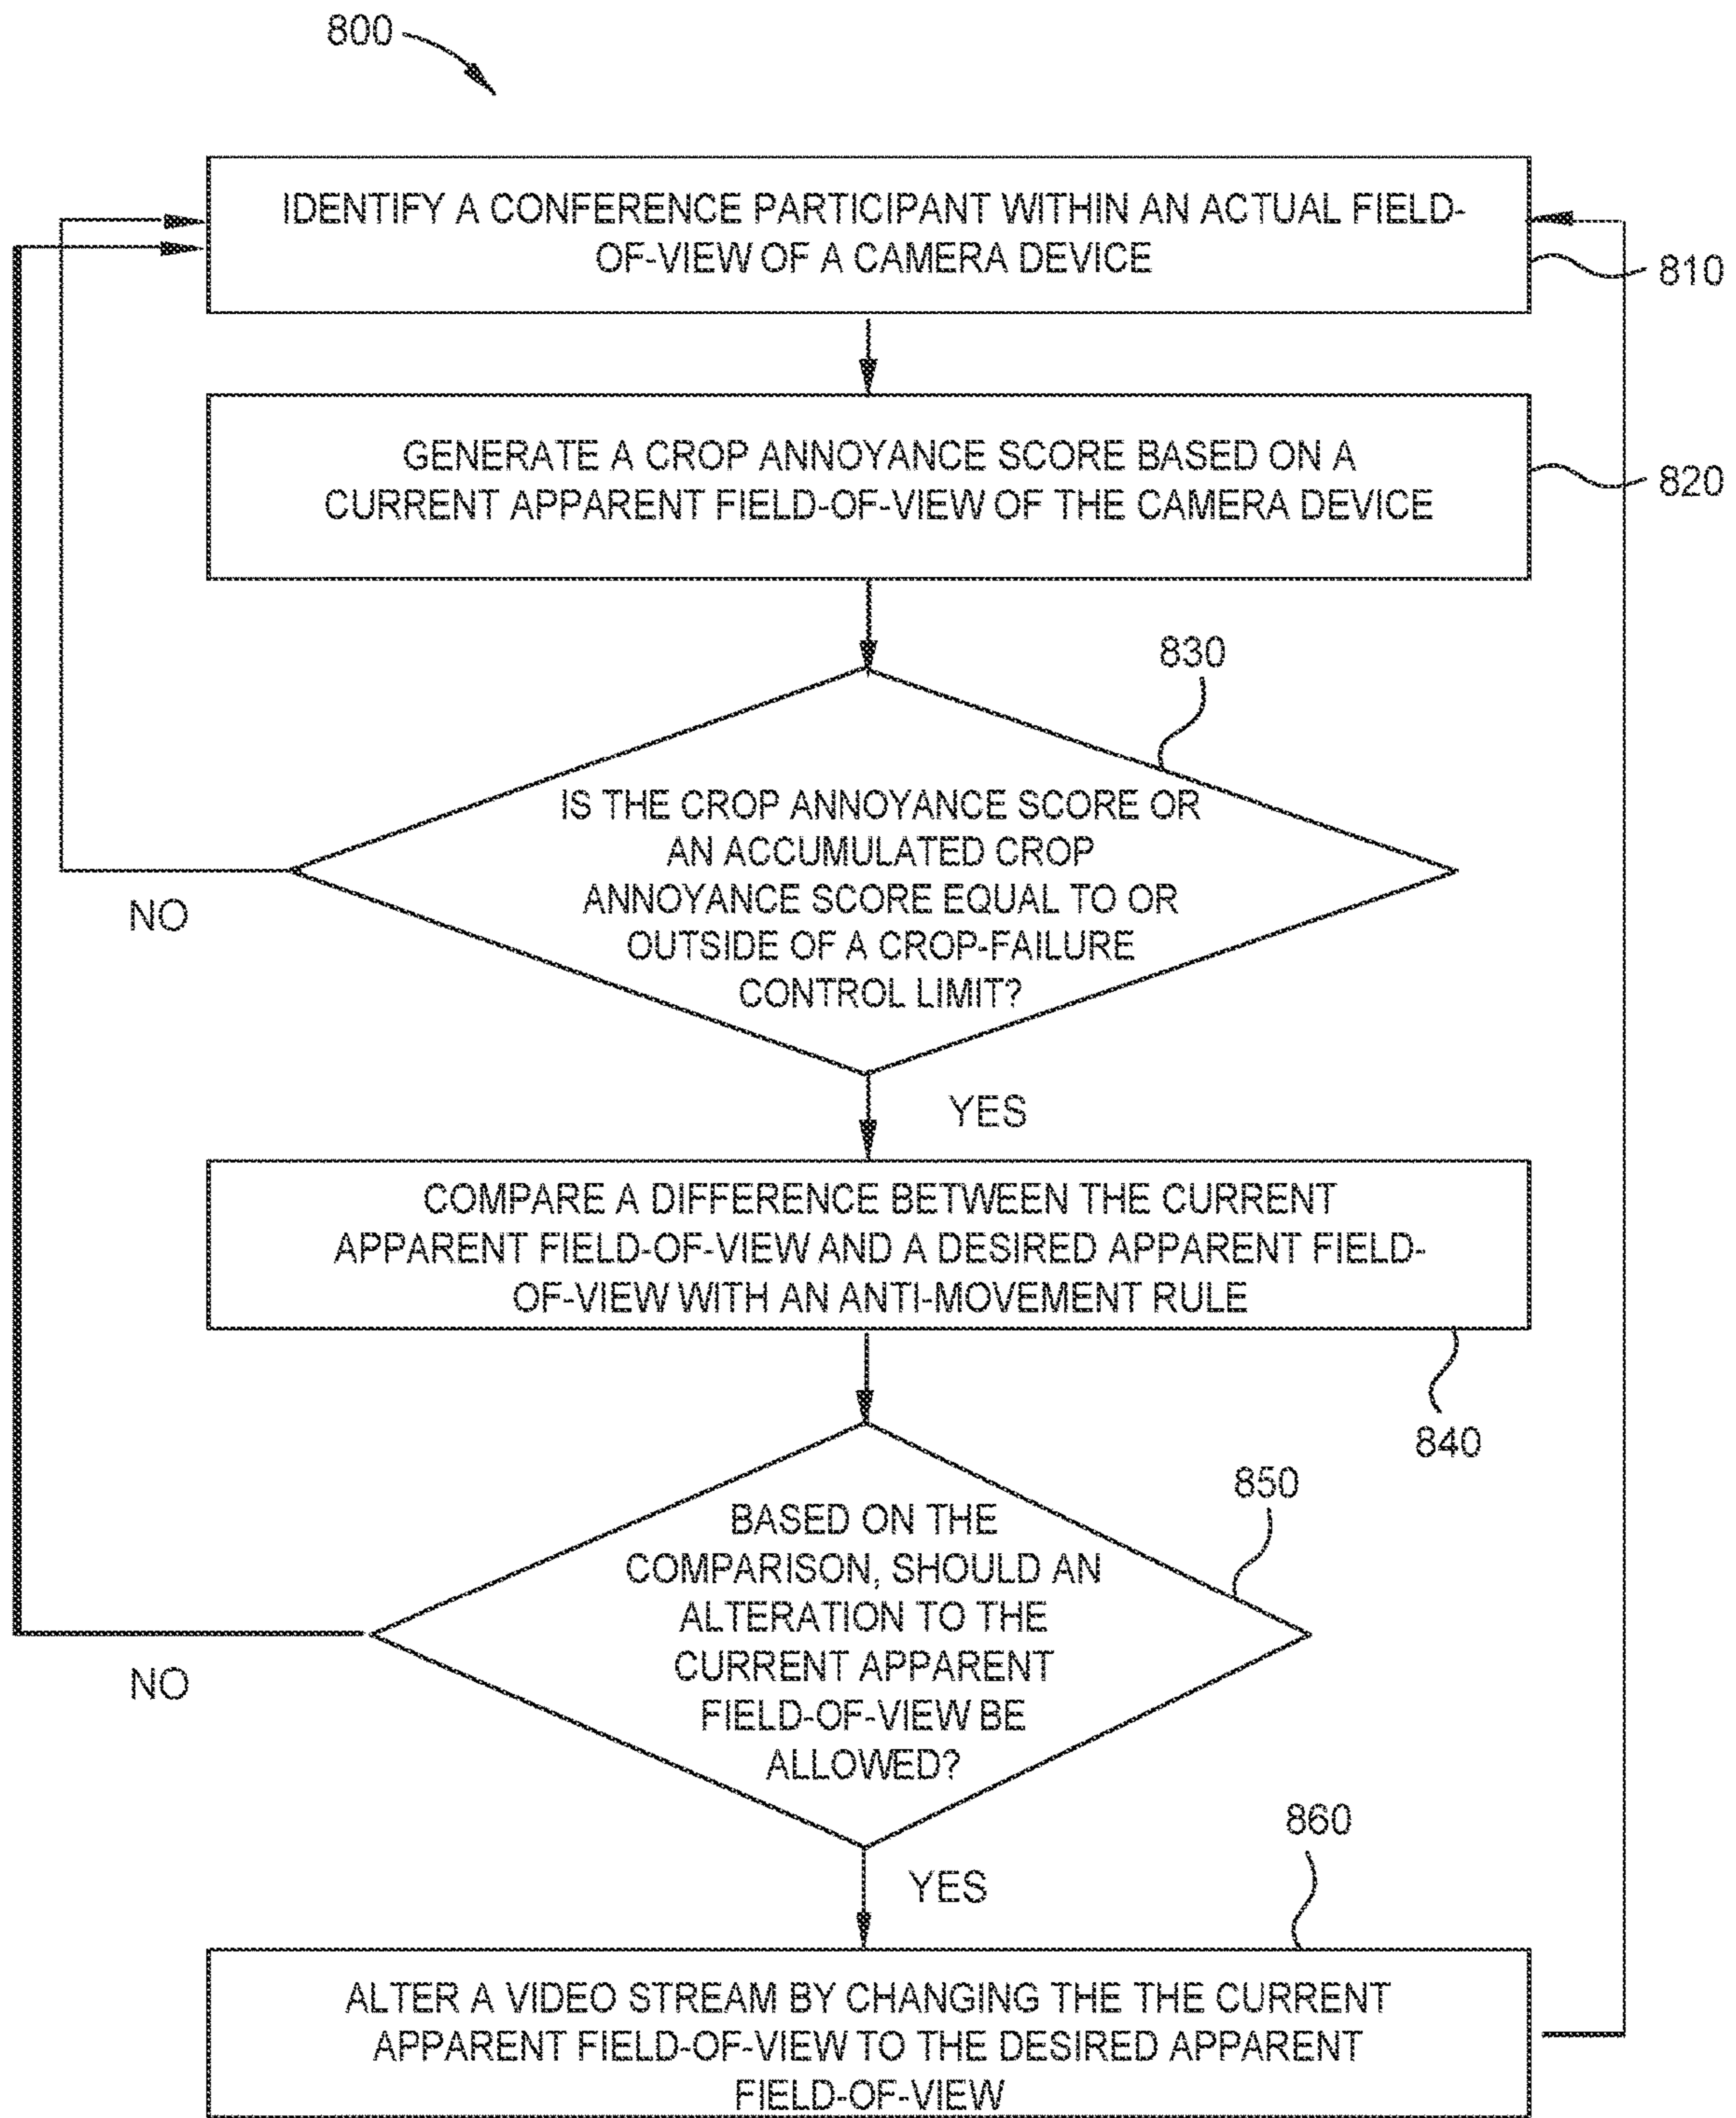 800
IDENTIFY A CONFERENCE PARTICIPANT WITHIN AN ACTUAL FIELD-
OF-VIEW OF A CAMERA DEVICE
810
GENERATE A CROP ANNOYANCE SCORE BASED ON A
CURRENT APPARENT FIELD-OF-VIEW OF THE CAMERA DEVICE
820
830
IS THE CROP ANNOYANCE SCORE OR
AN ACCUMULATED CROP
ANNOYANCE SCORE EQUAL TO OR
OUTSIDE OF A CROP-FAILURE
CONTROL LIMIT?
NO
YES
COMPARE A DIFFERENCE BETWEEN THE CURRENT
APPARENT FIELD-OF-VIEW AND A DESIRED APPARENT FIELD-
OF-VIEW WITH AN ANTI-MOVEMENT RULE
840
850
BASED ON THE
COMPARISON, SHOULD AN
ALTERATION TO THE
CURRENT APPARENT
FIELD-OF-VIEW BE
ALLOWED?
NO
YES
860
ALTER A VIDEO STREAM BY CHANGING THE THE CURRENT
APPARENT FIELD-OF-VIEW TO THE DESIRED APPARENT
FIELD-OF-VIEW